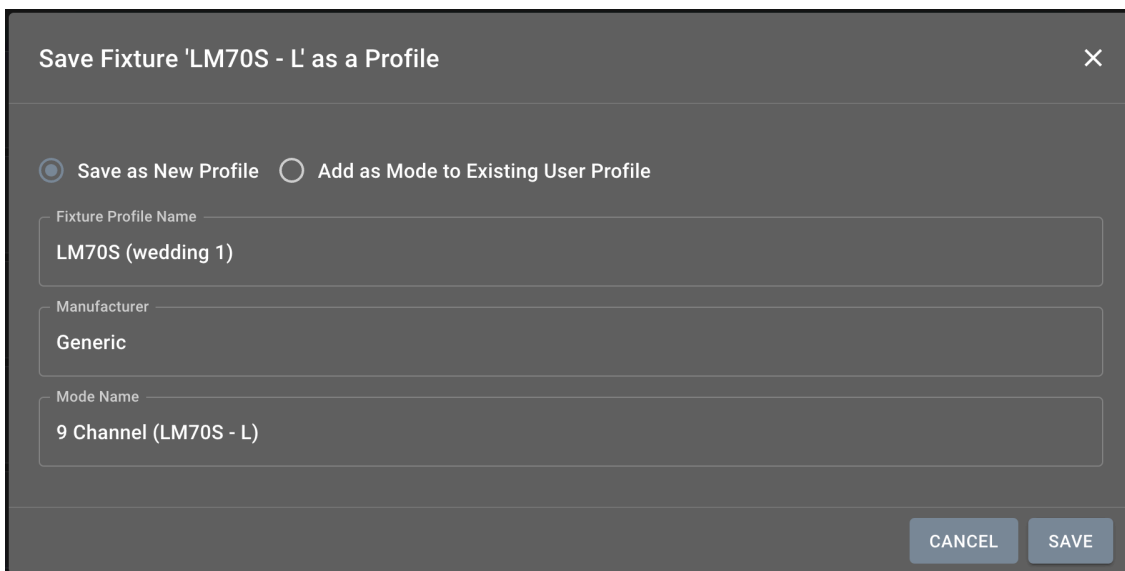 Save Fixture 'LM70S - L' as a Profile
Save as New Profile Add as Mode to Existing User Profile
Fixture Profile Name
LM70S (wedding 1)
Manufacturer
Generic
Mode Name
9 Channel (LM70S - L)
CANCEL SAVE